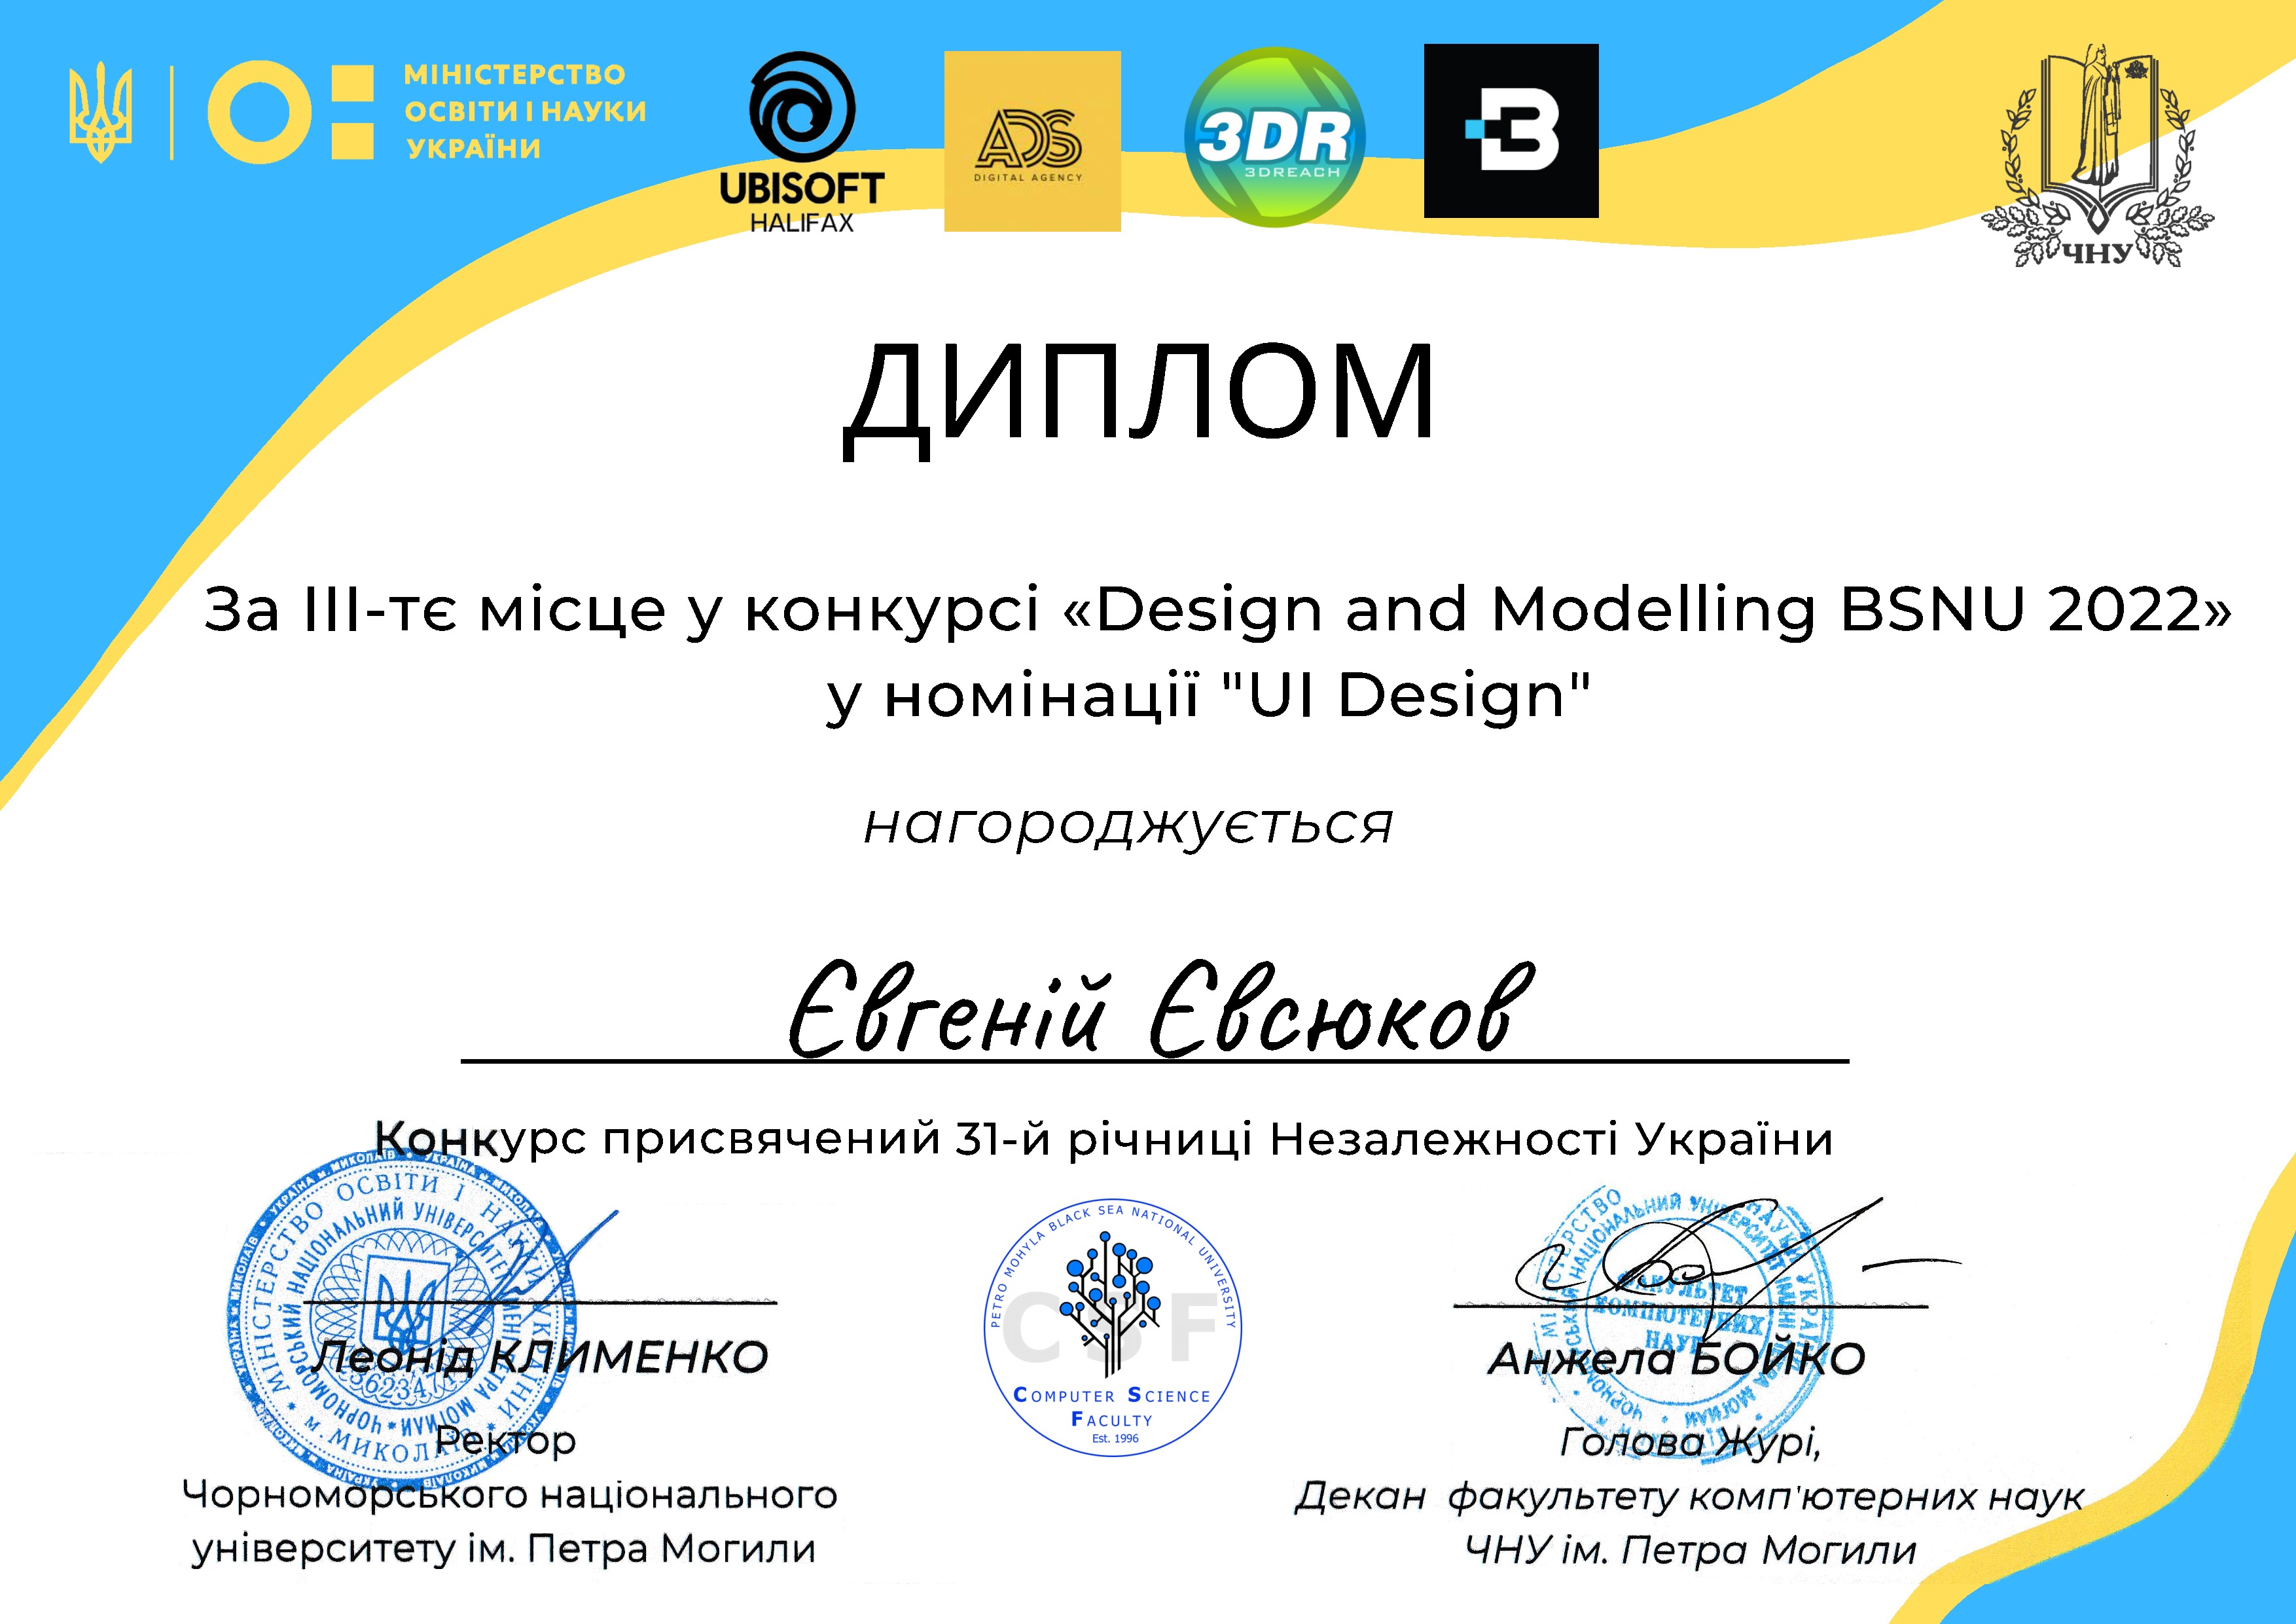 МІНІСТЕРСТВО
ОСВІТИ І НАУКИ
УКРАЇНИ
UBISOFT
HALIFAX
ADS
DIGITAL AGENCY
3DR
3DREACH
B
ЧНУ
ДИПЛОМ
За III-тє місце у конкурсі «Design and Modelling BSNU 2022»
у номінації "UI Design"
нагороджується
Євгеній Євсюков
Конкурс присвячений 31-й річниці Незалежності України
МІНІСТЕРСТВО ОСВІТИ І НАУКИ УКРАЇНИ
м. МИКОЛАЇВ
ЧОРНОМОРСЬКИЙ НАЦІОНАЛЬНИЙ УНІВЕРСИТЕТ ІМЕНІ ПЕТРА МОГИЛИ
Леонід КЛИМЕНКО
Ректор
Чорноморського національного
університету ім. Петра Могили
PETRO MOHYLA BLACK SEA NATIONAL UNIVERSITY
CSF
COMPUTER SCIENCE
FACULTY
Est. 1996
ФАКУЛЬТЕТ
КОМП'ЮТЕРНИХ
НАУК
Анжела БОЙКО
Голова Журі,
Декан факультету комп'ютерних наук
ЧНУ ім. Петра Могили